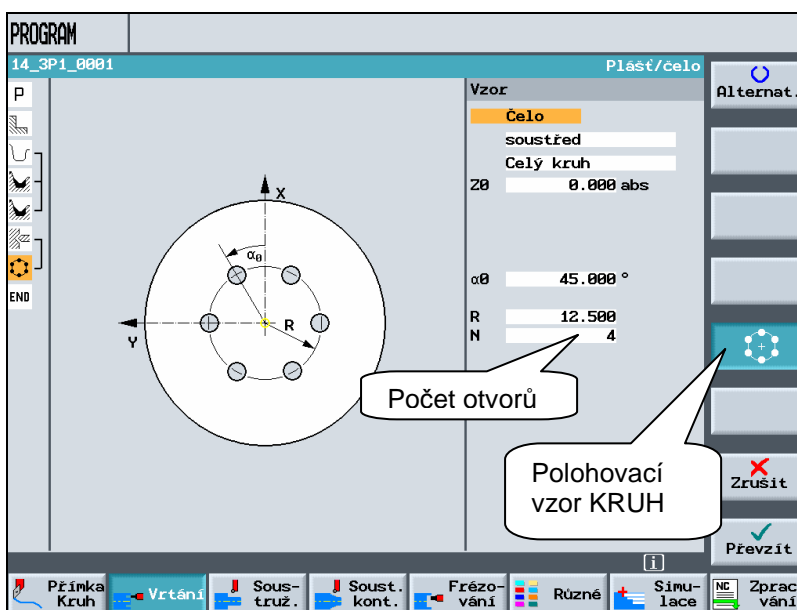 PROGRAM
14_3P1_0001
Plášť/čelo
P
END
X
α0
R
Y
Vzor
Čelo
soustřed
Celý kruh
Z0 0.000 abs
α0 45.000 °
R 12.500
N 4
Počet otvorů
Polohovací
vzor KRUH
Alternat.
Zrušit
Převzít
i
Přímka
Kruh
Vrtání
Sous-
truž.
Soust.
kont.
Frézo-
vání
Různé
Simu-
lace
NC
Zprac
vání